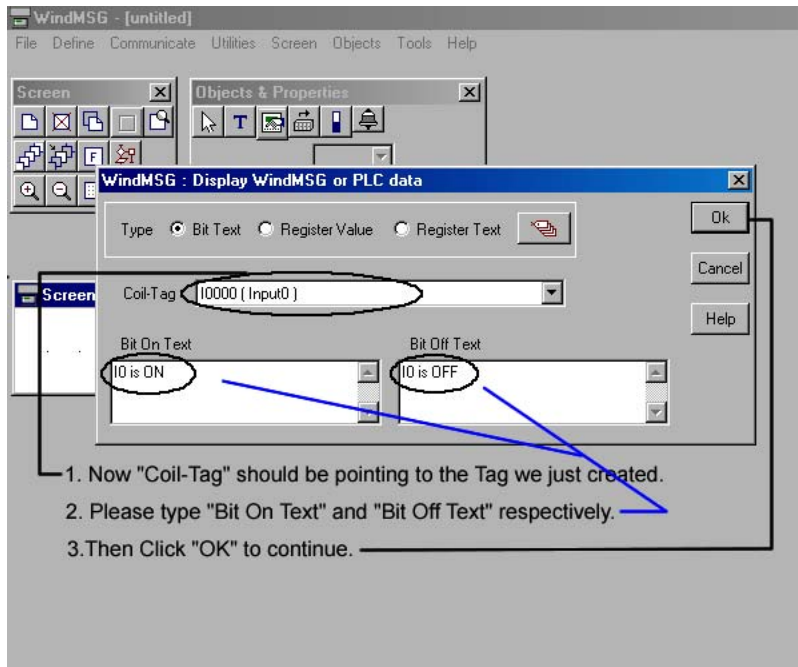 WindMSG - [untitled]
File Define Communicate Utilities Screen Objects Tools Help
Screen
Objects & Properties
T
F
WindMSG : Display WindMSG or PLC data
Type Bit Text Register Value Register Text
Ok
Cancel
Help
Screen
Coil-Tag I0000 ( Input0 )
Bit On Text Bit Off Text
I0 is ON I0 is OFF
1. Now "Coil-Tag" should be pointing to the Tag we just created.
2. Please type "Bit On Text" and "Bit Off Text" respectively.
3.Then Click "OK" to continue.